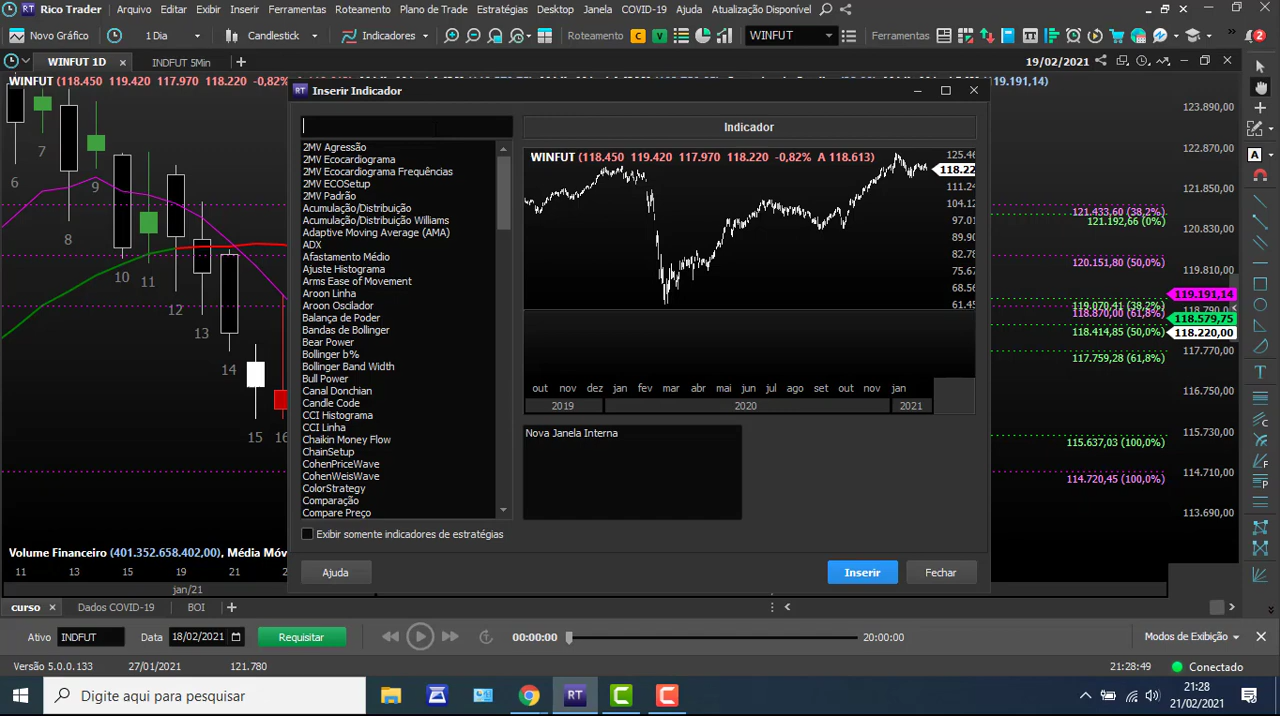 Rico Trader Arquivo Editar Exibir Inserir Ferramentas Roteamento Plano de Trade Estratégias Desktop Janela COVID-19 Ajuda Atualização Disponível
Novo Gráfico 1 Dia Candlestick Indicadores Roteamento C V WINFUT Ferramentas 2
WINFUT 1D INDFUT 5Min 19/02/2021
WINFUT (118.450 119.420 117.970 118.220 -0,82%
119.191,14)
Inserir Indicador
2MV Agressão
2MV Ecocardiograma
2MV Ecocardiograma Frequências
2MV ECOSetup
2MV Padrão
Acumulação/Distribuição
Acumulação/Distribuição Williams
Adaptive Moving Average (AMA)
ADX
Afastamento Médio
Ajuste Histograma
Arms Ease of Movement
Aroon Linha
Aroon Oscilador
Balança de Poder
Bandas de Bollinger
Bear Power
Bollinger b%
Bollinger Band Width
Bull Power
Canal Donchian
Candle Code
CCI Histograma
CCI Linha
Chaikin Money Flow
ChainSetup
CohenPriceWave
CohenWeisWave
ColorStrategy
Comparação
Compare Preço
Exibir somente indicadores de estratégias
Indicador
WINFUT (118.450 119.420 117.970 118.220 -0,82% A 118.613)
125.46
118.22
111.24
104.12
97.01
89.90
82.78
75.67
68.56
61.45
out nov dez jan fev mar abr mai jun jul ago set out nov jan
2019 2020 2021
Nova Janela Interna
Ajuda Inserir Fechar
6
7
8
9
10
11
12
13
14
15
16
123.890,00
122.870,00
121.850,00
120.830,00
119.810,00
119.191,14
118.790,00
118.579,75
118.220,00
117.770,00
116.750,00
115.730,00
114.710,00
113.690,00
121.433,60 (38,2%)
121.192,66 (0%)
120.151,80 (50,0%)
119.070,41 (38,2%)
118.870,00 (61,8%)
118.414,85 (50,0%)
117.759,28 (61,8%)
115.637,03 (100,0%)
114.720,45 (100,0%)
Volume Financeiro (401.352.658.402,00), Média Móv
11 13 15 19 21
jan/21
curso Dados COVID-19 BOI
Ativo INDFUT Data 18/02/2021 Requisitar 00:00:00 20:00:00 Modos de Exibição
Versão 5.0.0.133 27/01/2021 121.780 21:28:49 Conectado
Digite aqui para pesquisar
21:28
21/02/2021